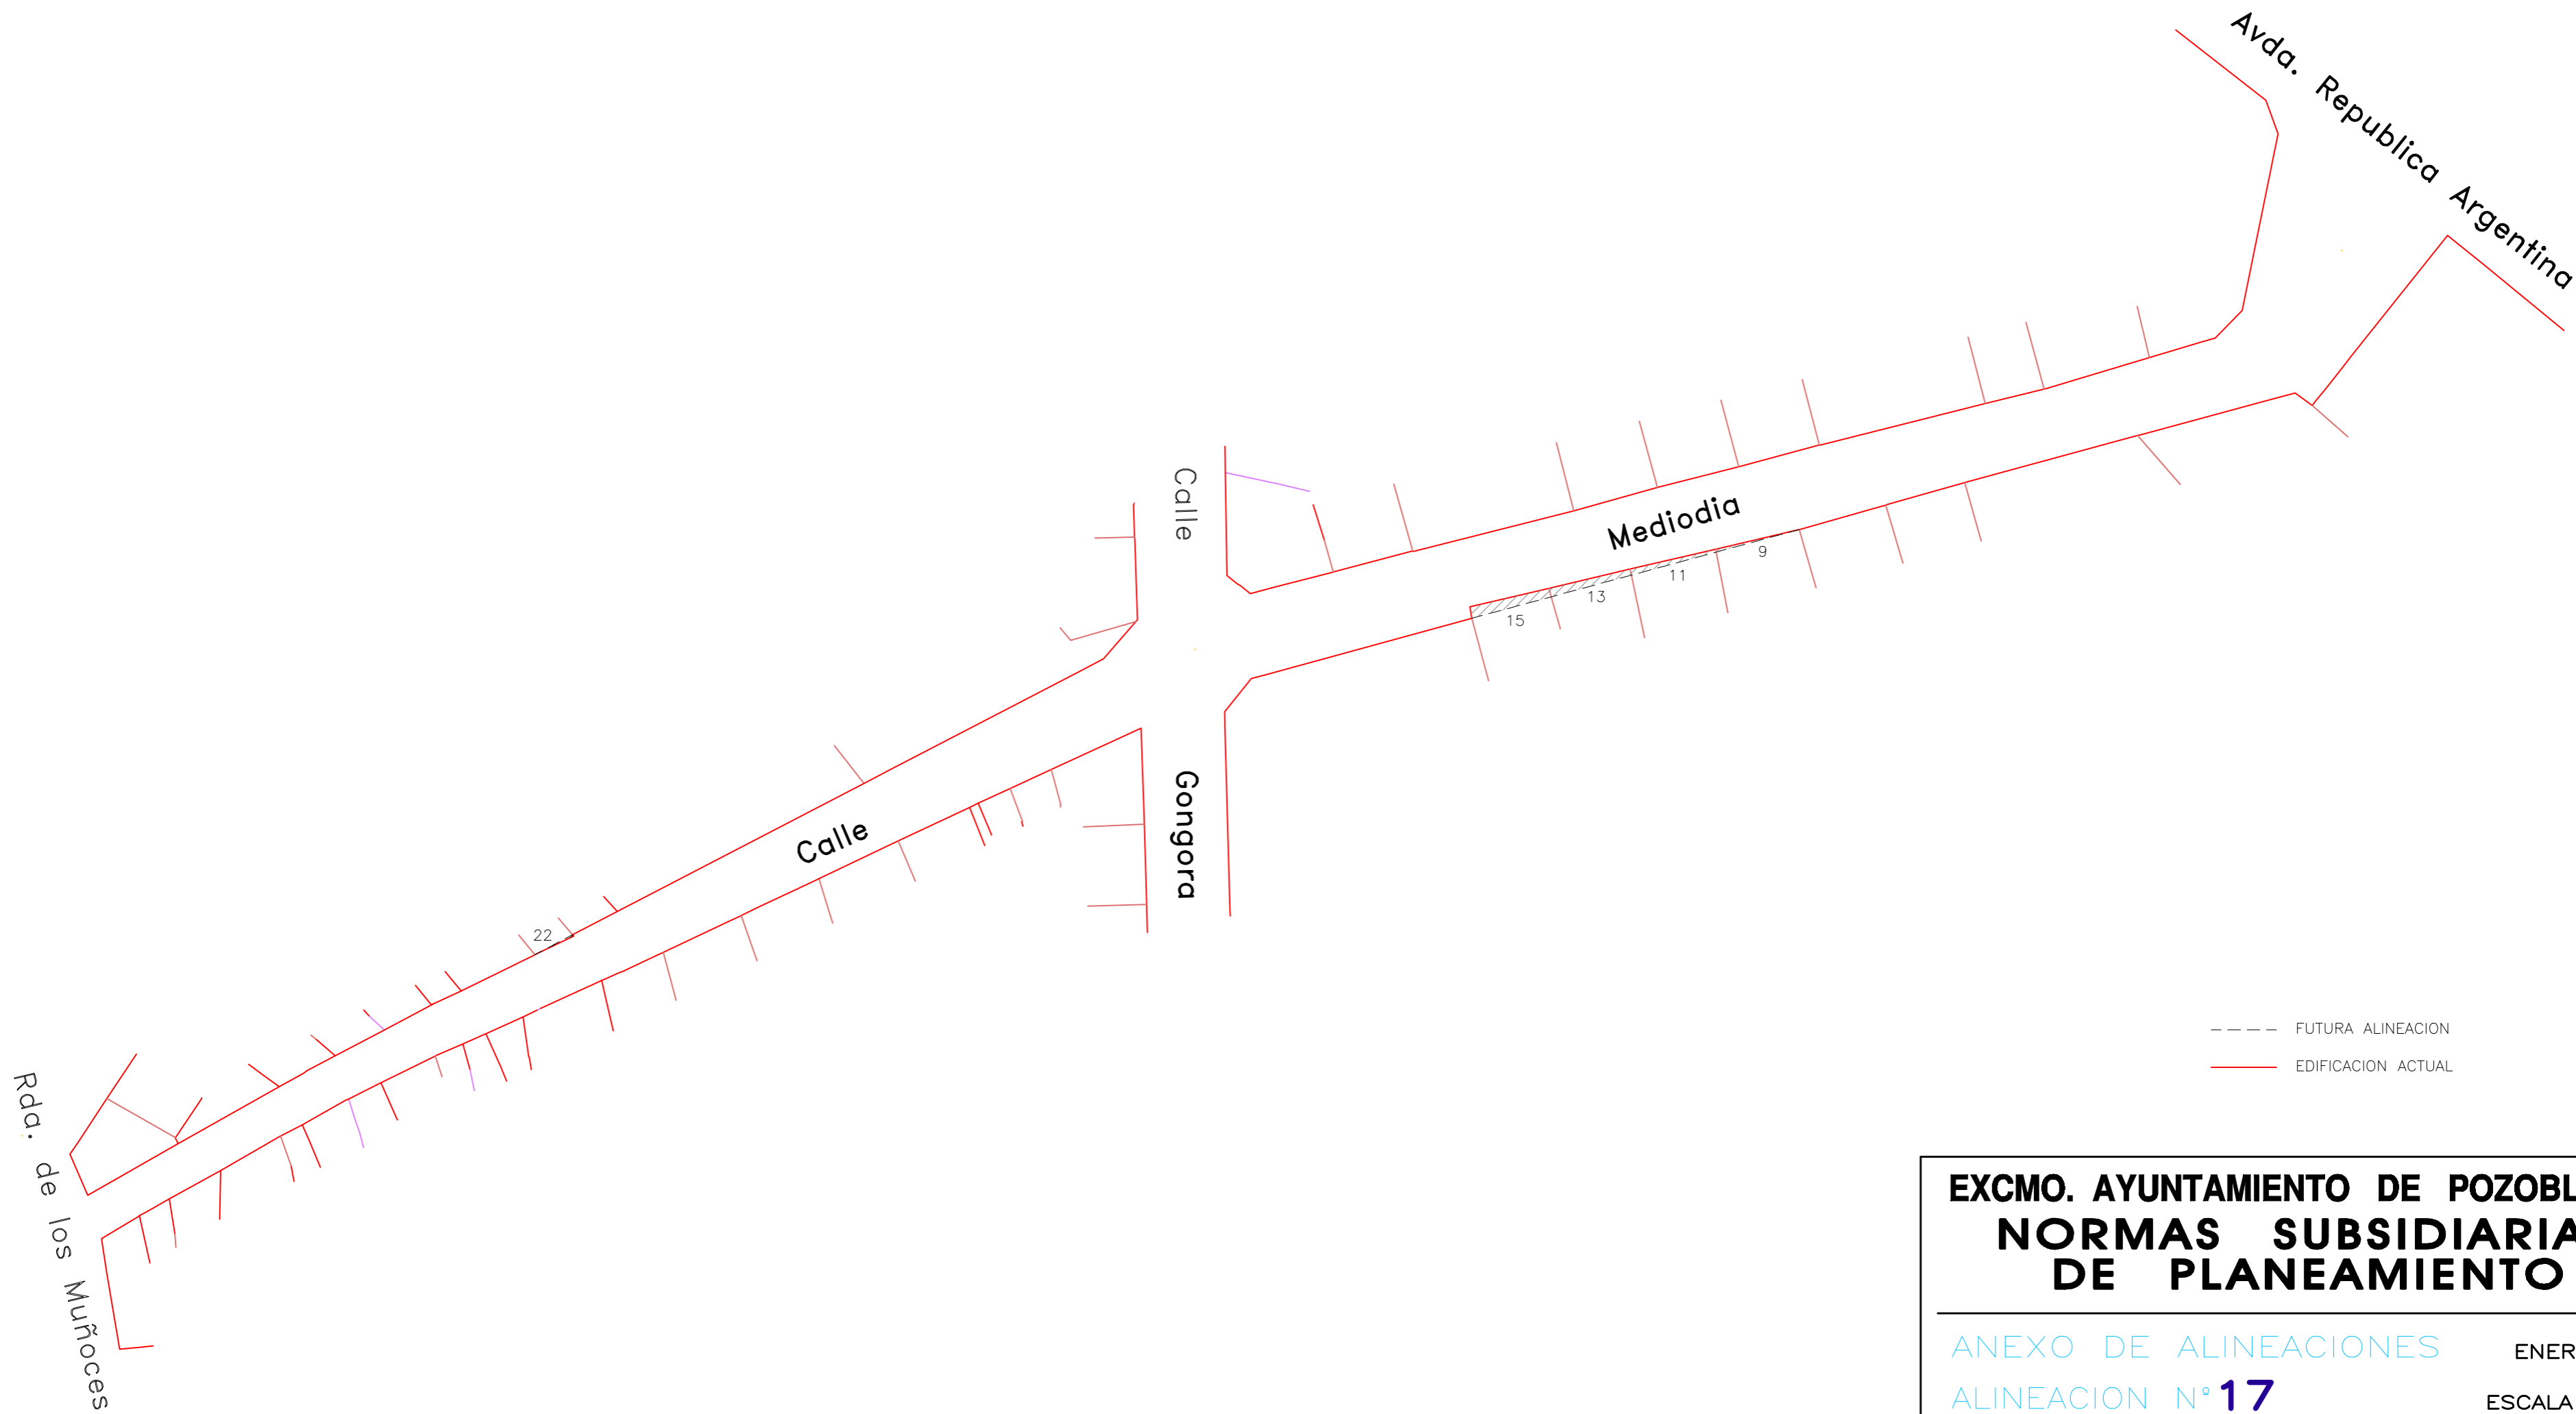 Avda. Republica Argentina
Calle
Mediodia
9
11
13
15
Calle
Gongora
22
Rda. de los Muñoces
FUTURA ALINEACION
EDIFICACION ACTUAL
EXCMO. AYUNTAMIENTO DE POZOBL
NORMAS SUBSIDIARIA
DE PLANEAMIENTO
ANEXO DE ALINEACIONES ENER
ALINEACION Nº 17 ESCALA